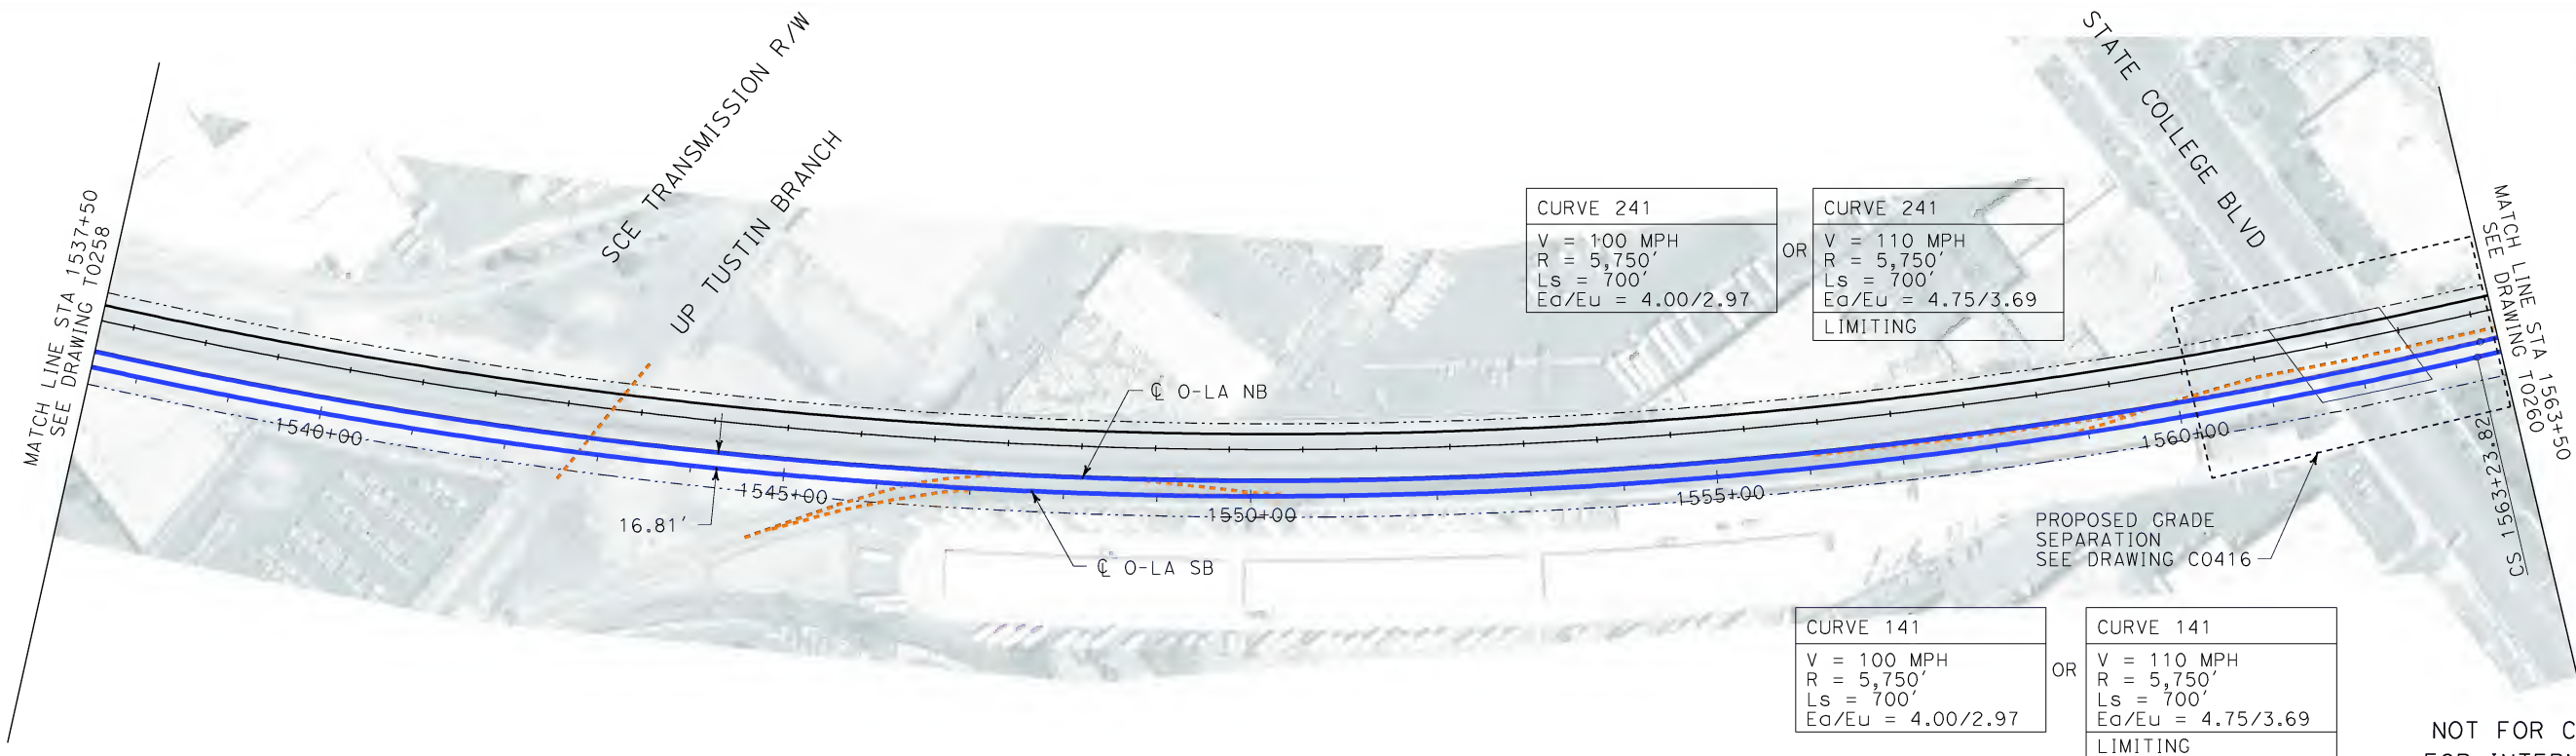 MATCH LINE STA 1537+50
SEE DRAWING T0258
SCE TRANSMISSION R/W
UP TUSTIN BRANCH
STATE COLLEGE BLVD
MATCH LINE STA 1563+50
SEE DRAWING T0260
CURVE 241
V = 100 MPH
R = 5,750'
Ls = 700'
Ea/Eu = 4.00/2.97
OR
CURVE 241
V = 110 MPH
R = 5,750'
Ls = 700'
Ea/Eu = 4.75/3.69
LIMITING
℄ O-LA NB
1540+00
1545+00
1550+00
1555+00
1560+00
16.81'
℄ O-LA SB
PROPOSED GRADE
SEPARATION
SEE DRAWING C0416
CS 1563+23.82
CURVE 141
V = 100 MPH
R = 5,750'
Ls = 700'
Ea/Eu = 4.00/2.97
OR
CURVE 141
V = 110 MPH
R = 5,750'
Ls = 700'
Ea/Eu = 4.75/3.69
LIMITING
NOT FOR C